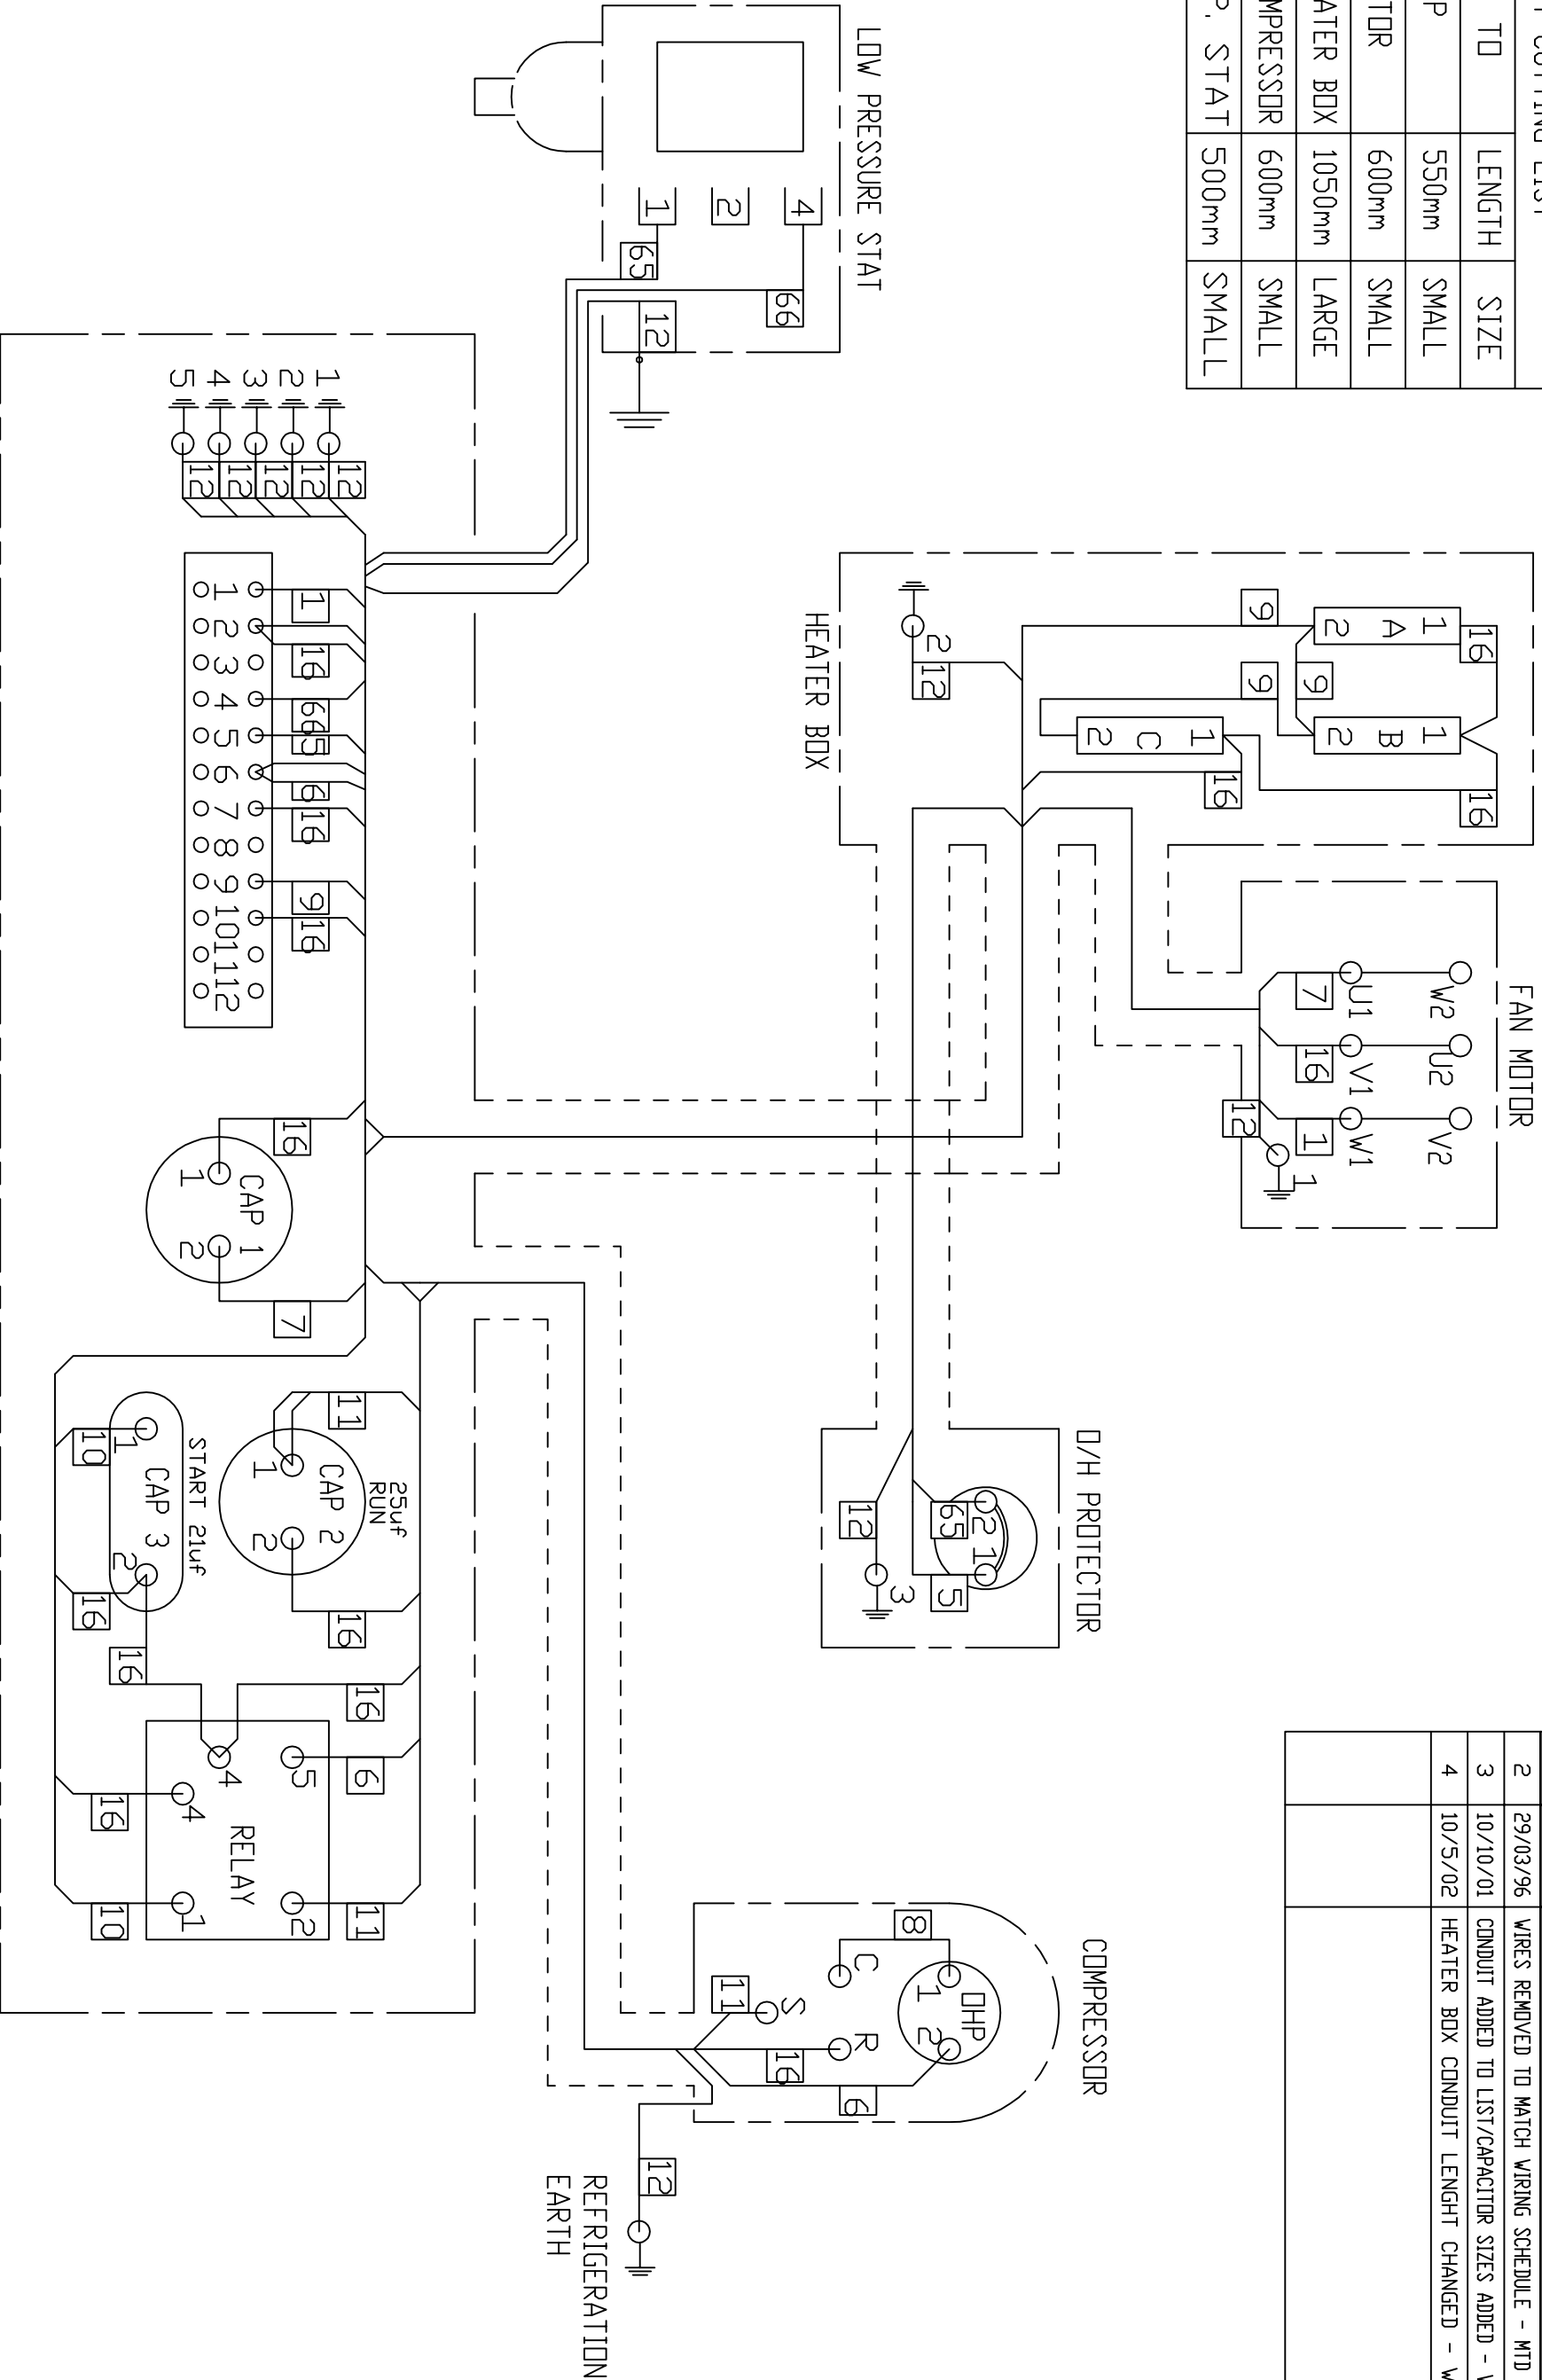 TO LENGTH SIZE
550mm SMALL
600mm SMALL
1050mm LARGE
600mm SMALL
STAT 500mm SMALL
2 29/03/96 WIRES REMOVED TO MATCH WIRING SCHEDULE - MTD
3 10/10/01 CONDUIT ADDED TO LIST/CAPACITOR SIZES ADDED -
4 10/5/02 HEATER BOX CONDUIT LENGHT CHANGED -
FAN MOTOR
W2 U2 V2
U1 V1 W1
7 16 1
12
1
16
16
1 A 2
1 B 2
1 C 2
9
9
9
16
2
12
HEATER BOX
LOW PRESSURE STAT
4
2
1
66
65
12
O/H PROTECTOR
2 1
65
5
12
3
COMPRESSOR
OHP
1 2
8
C
R
S
11
16
6
12
REFRIGERATION
EARTH
1
2
3
4
5
12
12
12
12
12
1 16 66 65 6 16 9 16
1 2 3 4 5 6 7 8 9 10 11 12
16
CAP 1
1 2
7
11
25uf
RUN
CAP 2
1 2
16
START 21uf
CAP 3
1 2
10
16
16
16
6
11
5
2
4
4
RELAY
1
16
10